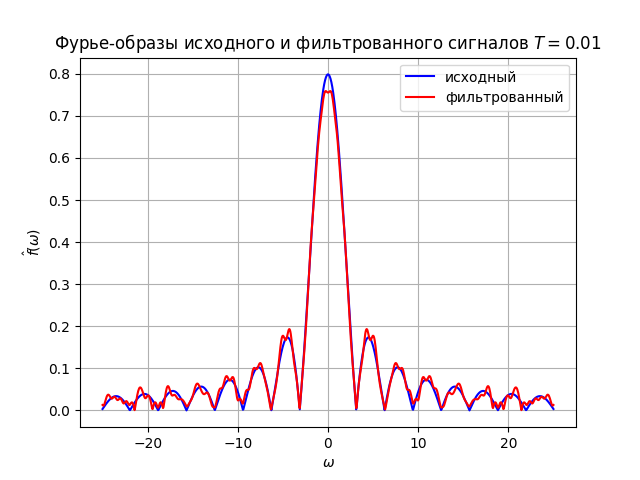 Фурье-образы исходного и фильтрованного сигналов T = 0.01
исходный
фильтрованный
0.8
0.7
0.6
0.5
0.4
0.3
0.2
0.1
0.0
f̂(ω)
−20
−10
0
10
20
ω